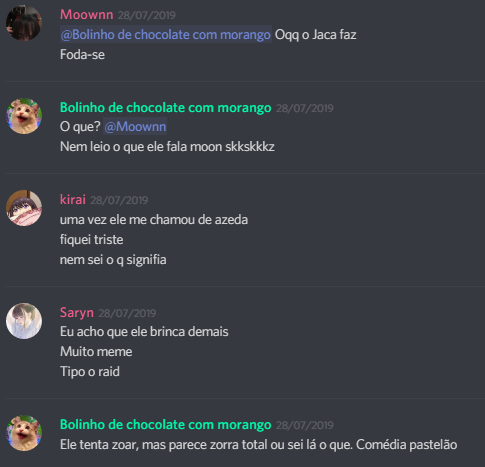 Moownn 28/07/2019
@Bolinho de chocolate com morango Oqq o Jaca faz
Foda-se
Bolinho de chocolate com morango 28/07/2019
O que? @Moownn
Nem leio o que ele fala moon skkskkkz
kirai 28/07/2019
uma vez ele me chamou de azeda
fiquei triste
nem sei o q signifia
Saryn 28/07/2019
Eu acho que ele brinca demais
Muito meme
Tipo o raid
Bolinho de chocolate com morango 28/07/2019
Ele tenta zoar, mas parece zorra total ou sei lá o que. Comédia pastelão